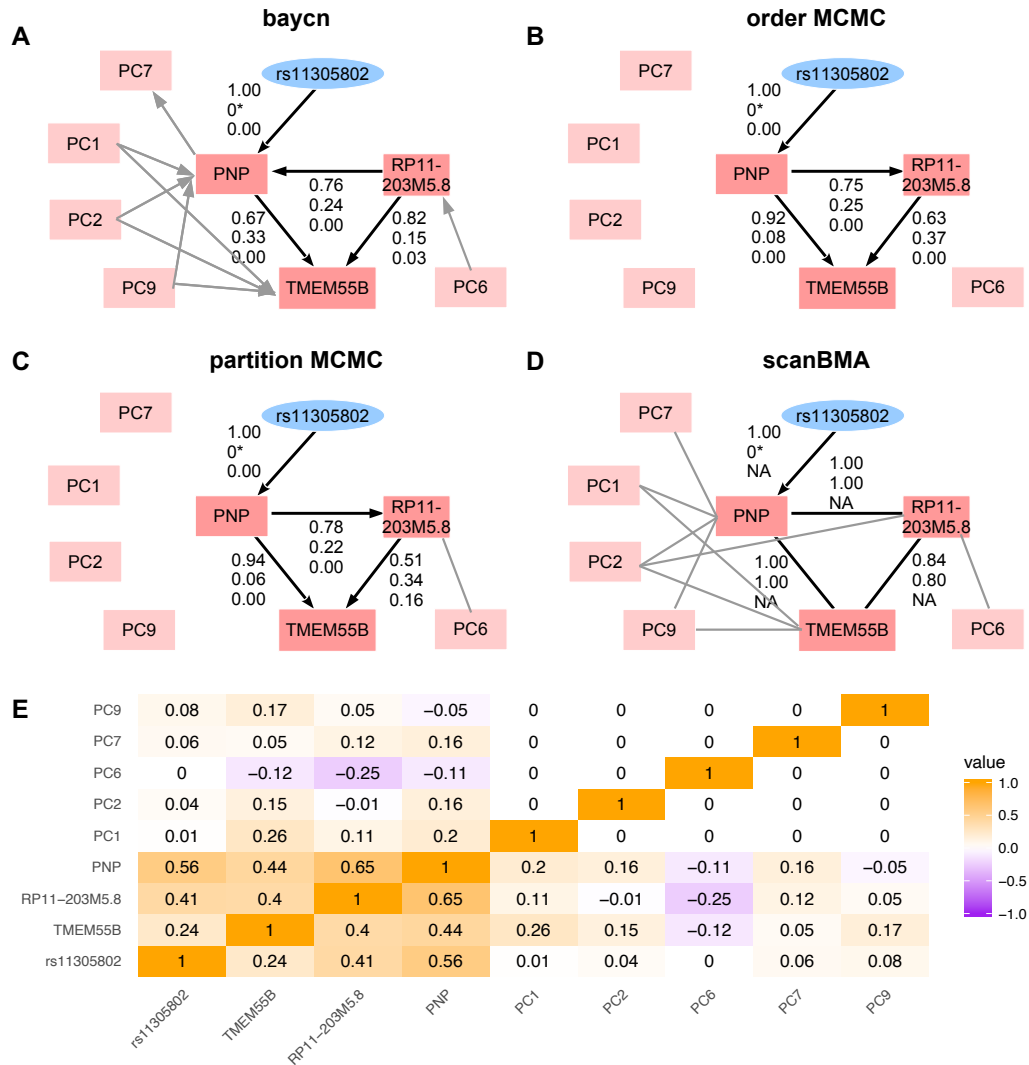 A
baycn
PC7
rs11305802
1.00
0*
0.00
PC1
PNP
RP11-
203M5.8
0.76
0.24
0.00
PC2
0.67
0.33
0.00
0.82
0.15
0.03
PC9
TMEM55B
PC6
B
order MCMC
PC7
rs11305802
1.00
0*
0.00
PC1
PNP
RP11-
203M5.8
0.75
0.25
0.00
PC2
0.92
0.08
0.00
0.63
0.37
0.00
PC9
TMEM55B
PC6
C
partition MCMC
PC7
rs11305802
1.00
0*
0.00
PC1
PNP
RP11-
203M5.8
0.78
0.22
0.00
PC2
0.94
0.06
0.00
0.51
0.34
0.16
PC9
TMEM55B
PC6
D
scanBMA
PC7
rs11305802
1.00
0*
NA
1.00
1.00
NA
PC1
PNP
RP11-
203M5.8
PC2
1.00
1.00
NA
0.84
0.80
NA
PC9
TMEM55B
PC6
E
PC9 0.08 0.17 0.05 −0.05 0 0 0 0 1
PC7 0.06 0.05 0.12 0.16 0 0 0 1 0
PC6 0 −0.12 −0.25 −0.11 0 0 1 0 0
PC2 0.04 0.15 −0.01 0.16 0 1 0 0 0
PC1 0.01 0.26 0.11 0.2 1 0 0 0 0
PNP 0.56 0.44 0.65 1 0.2 0.16 −0.11 0.16 −0.05
RP11−203M5.8 0.41 0.4 1 0.65 0.11 −0.01 −0.25 0.12 0.05
TMEM55B 0.24 1 0.4 0.44 0.26 0.15 −0.12 0.05 0.17
rs11305802 1 0.24 0.41 0.56 0.01 0.04 0 0.06 0.08
rs11305802 TMEM55B RP11−203M5.8 PNP PC1 PC2 PC6 PC7 PC9
value
1.0
0.5
0.0
−0.5
−1.0